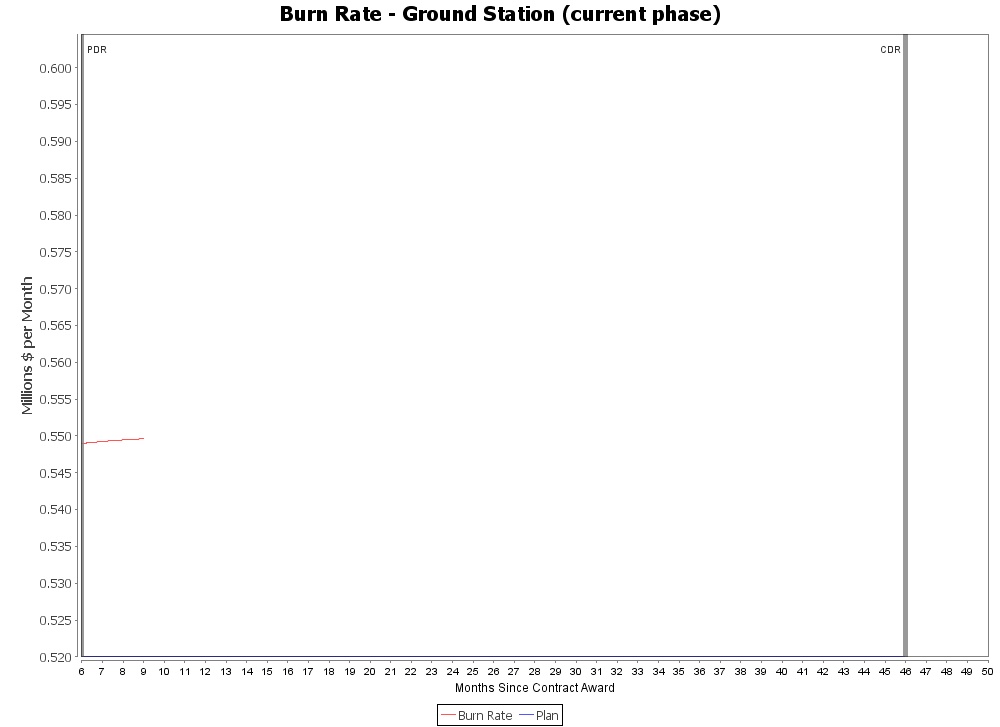 Burn Rate - Ground Station (current phase)
PDR
CDR
0.600
0.595
0.590
0.585
0.580
0.575
0.570
0.565
0.560
0.555
0.550
0.545
0.540
0.535
0.530
0.525
0.520
Millions $ per Month
6 7 8 9 10 11 12 13 14 15 16 17 18 19 20 21 22 23 24 25 26 27 28 29 30 31 32 33 34 35 36 37 38 39 40 41 42 43 44 45 46 47 48 49 50
Months Since Contract Award
Burn Rate Plan